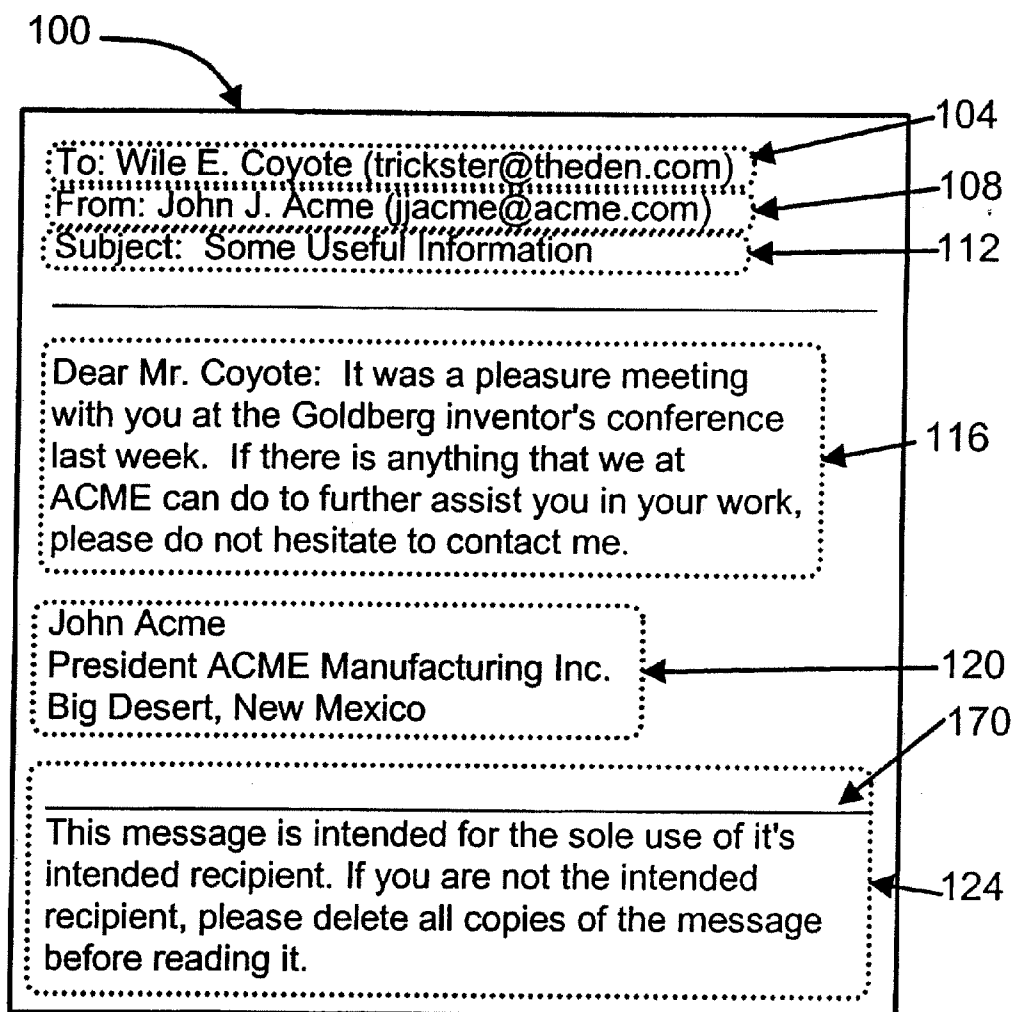 100
To: Wile E. Coyote (trickster@theden.com)
104
From: John J. Acme (jjacme@acme.com)
108
Subject:  Some Useful Information
112
Dear Mr. Coyote:  It was a pleasure meeting
with you at the Goldberg inventor's conference
last week.  If there is anything that we at
ACME can do to further assist you in your work,
please do not hesitate to contact me.
116
John Acme
President ACME Manufacturing Inc.
Big Desert, New Mexico
120
170
This message is intended for the sole use of it's
intended recipient. If you are not the intended
recipient, please delete all copies of the message
before reading it.
124